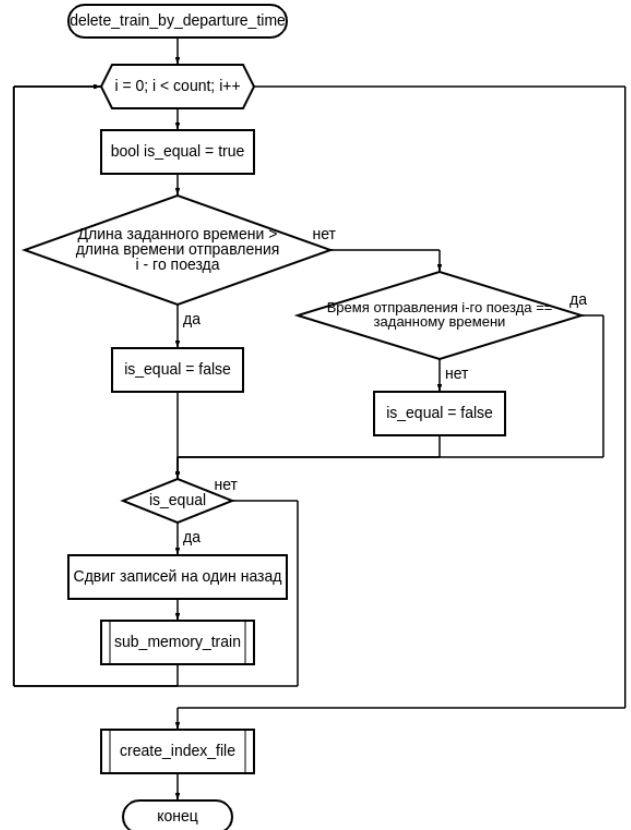 delete_train_by_departure_time
i = 0; i < count; i++
bool is_equal = true
Длина заданного времени >
длина времени отправления
i - го поезда
нет
да
Время отправления i-го поезда ==
заданному времени
да
нет
is_equal = false
is_equal = false
is_equal
нет
да
Сдвиг записей на один назад
sub_memory_train
create_index_file
конец